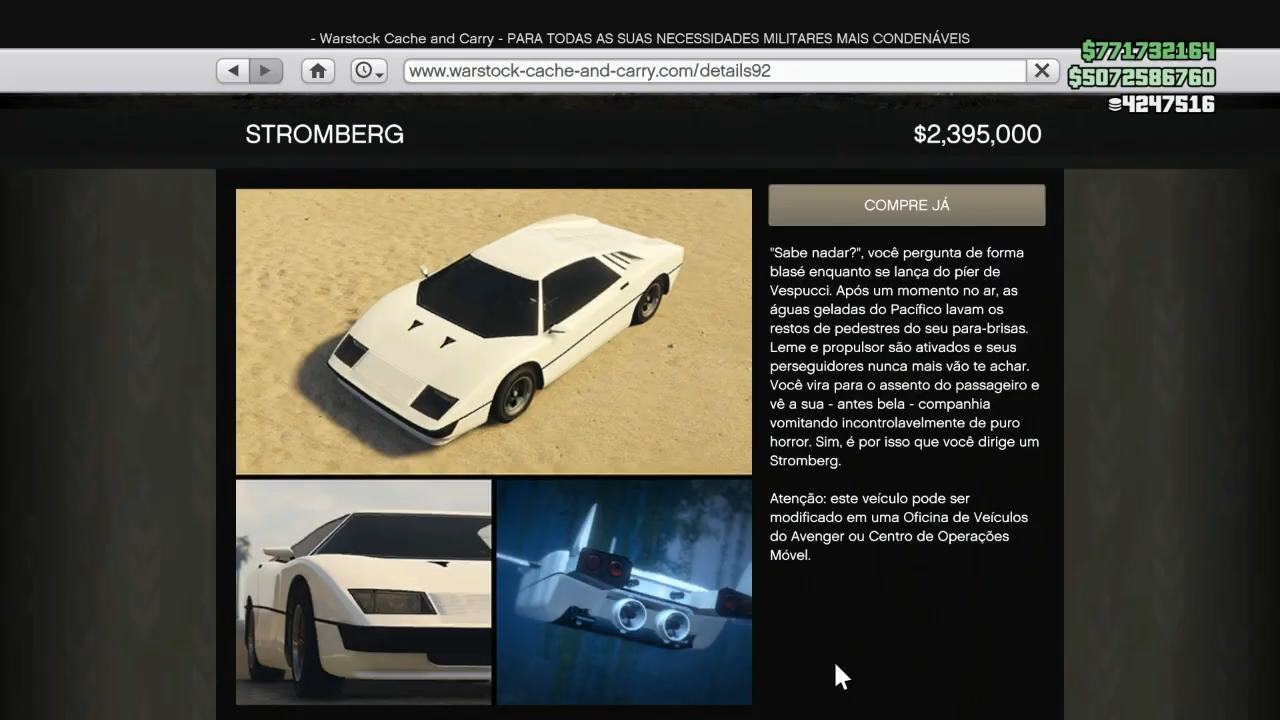 - Warstock Cache and Carry - PARA TODAS AS SUAS NECESSIDADES MILITARES MAIS CONDENÁVEIS
$771732164
www.warstock-cache-and-carry.com/details92
$5072586760
4247516
STROMBERG
$2,395,000
COMPRE JÁ
"Sabe nadar?", você pergunta de forma
blasé enquanto se lança do píer de
Vespucci. Após um momento no ar, as
águas geladas do Pacífico lavam os
restos de pedestres do seu para-brisas.
Leme e propulsor são ativados e seus
perseguidores nunca mais vão te achar.
Você vira para o assento do passageiro e
vê a sua - antes bela - companhia
vomitando incontrolavelmente de puro
horror. Sim, é por isso que você dirige um
Stromberg.
Atenção: este veículo pode ser
modificado em uma Oficina de Veículos
do Avenger ou Centro de Operações
Móvel.